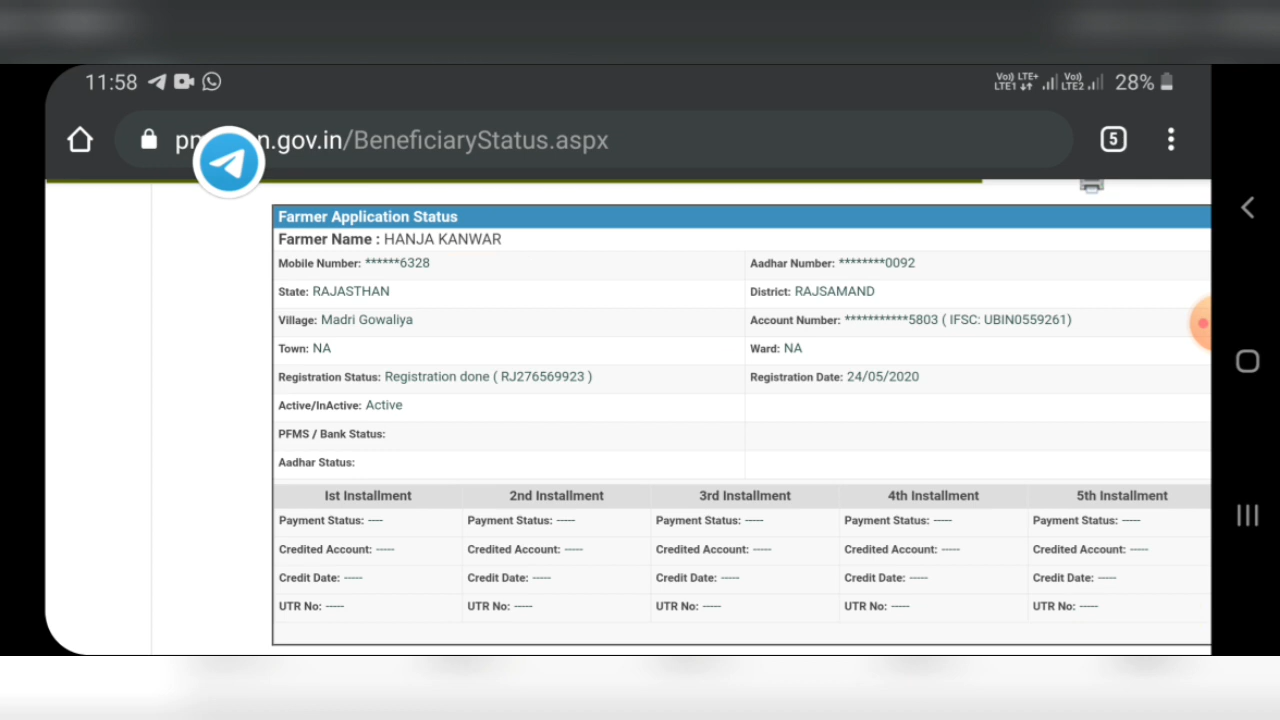 11:58 Vo) LTE+ LTE1 Vo) LTE2 28%
n.gov.in/BeneficiaryStatus.aspx 5
Farmer Application Status
Farmer Name : HANJA KANWAR
Mobile Number: ******6328 Aadhar Number: ********0092
State: RAJASTHAN District: RAJSAMAND
Village: Madri Gowaliya Account Number: ***********5803 ( IFSC: UBIN0559261)
Town: NA Ward: NA
Registration Status: Registration done ( RJ276569923 ) Registration Date: 24/05/2020
Active/InActive: Active
PFMS / Bank Status:
Aadhar Status:
Ist Installment 2nd Installment 3rd Installment 4th Installment 5th Installment
Payment Status: ---- Payment Status: ----- Payment Status: ----- Payment Status: ----- Payment Status: -----
Credited Account: ----- Credited Account: ----- Credited Account: ----- Credited Account: ----- Credited Account: -----
Credit Date: ----- Credit Date: ----- Credit Date: ----- Credit Date: ----- Credit Date: -----
UTR No: ----- UTR No: ----- UTR No: ----- UTR No: ----- UTR No: -----